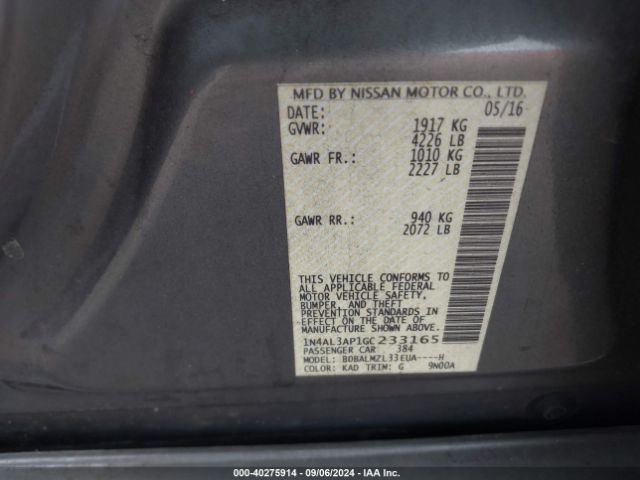 MFD BY NISSAN MOTOR CO., LTD.
DATE: 05/16
GVWR: 1917 KG
4226 LB
GAWR FR.: 1010 KG
2227 LB
GAWR RR.: 940 KG
2072 LB
THIS VEHICLE CONFORMS TO
ALL APPLICABLE FEDERAL
MOTOR VEHICLE SAFETY,
BUMPER, AND THEFT
PREVENTION STANDARDS IN
EFFECT ON THE DATE OF
MANUFACTURE SHOWN ABOVE.
1N4AL3AP1GC233165
PASSENGER CAR 384
MODEL: BDBALMZL33EUA----H
COLOR: KAD TRIM: G 9N00A
000-40275914 - 09/06/2024 - IAA Inc.